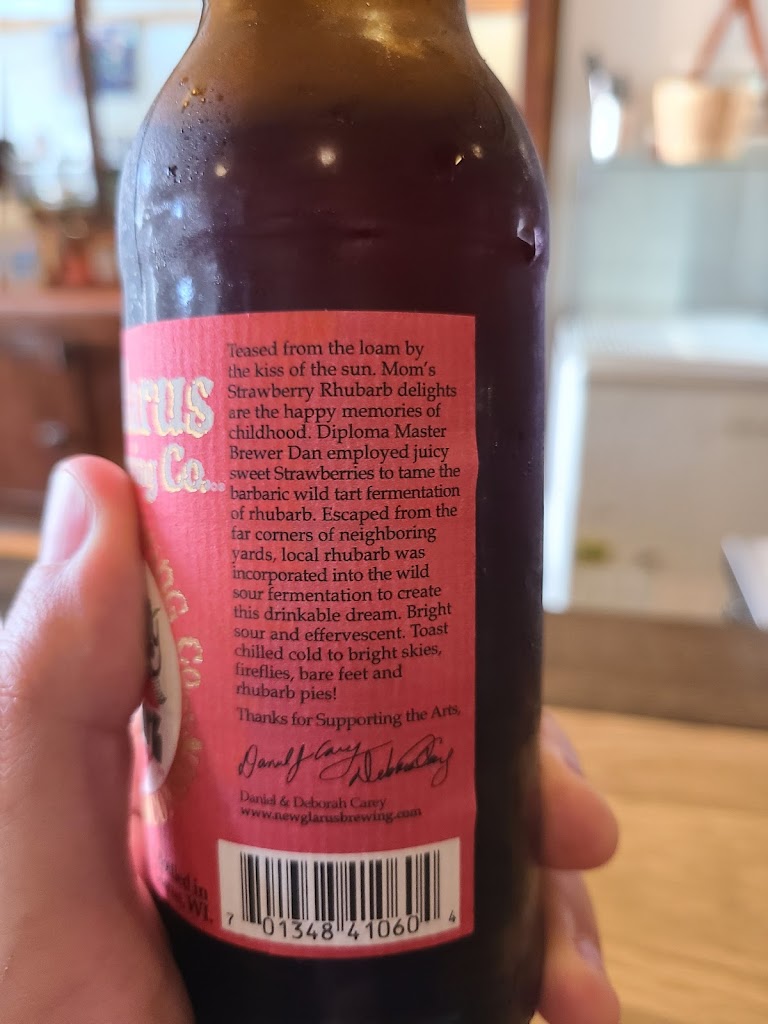 Teased from the loam by
the kiss of the sun. Mom's
Strawberry Rhubarb delights
are the happy memories of
childhood. Diploma Master
Brewer Dan employed juicy
sweet Strawberries to tame the
barbaric wild tart fermentation
of rhubarb. Escaped from the
far corners of neighboring
yards, local rhubarb was
incorporated into the wild
sour fermentation to create
this drinkable dream. Bright
sour and effervescent. Toast
chilled cold to bright skies,
fireflies, bare feet and
rhubarb pies!
Thanks for Supporting the Arts,
Daniel & Deborah Carey
www.newglarusbrewing.com
7 01348 41060 4
Co.
in
WI.